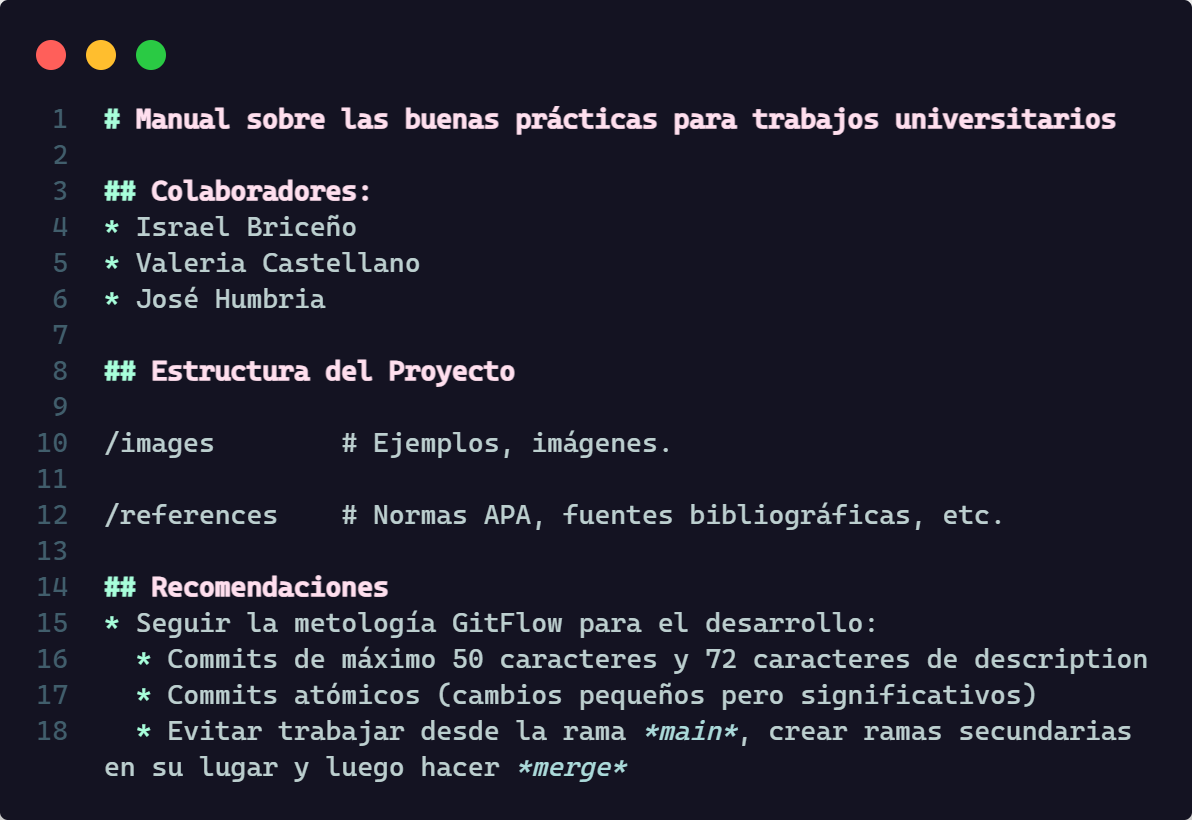 1 # Manual sobre las buenas prácticas para trabajos universitarios
2
3 ## Colaboradores:
4 * Israel Briceño
5 * Valeria Castellano
6 * José Humbria
7
8 ## Estructura del Proyecto
9
10 /images        # Ejemplos, imágenes.
11
12 /references    # Normas APA, fuentes bibliográficas, etc.
13
14 ## Recomendaciones
15 * Seguir la metología GitFlow para el desarrollo:
16   * Commits de máximo 50 caracteres y 72 caracteres de description
17   * Commits atómicos (cambios pequeños pero significativos)
18   * Evitar trabajar desde la rama *main*, crear ramas secundarias
en su lugar y luego hacer *merge*